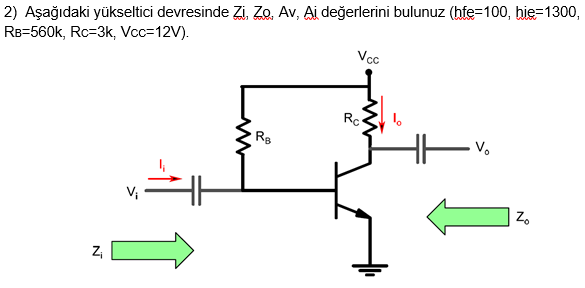 2) Aşağıdaki yükseltici devresinde Zi, Zo, Av, Ai değerlerini bulunuz (hfe=100, hie=1300,
RB=560k, Rc=3k, Vcc=12V).
Vcc
RC
Io
RB
Ii
Vi
Vo
Zo
Zi